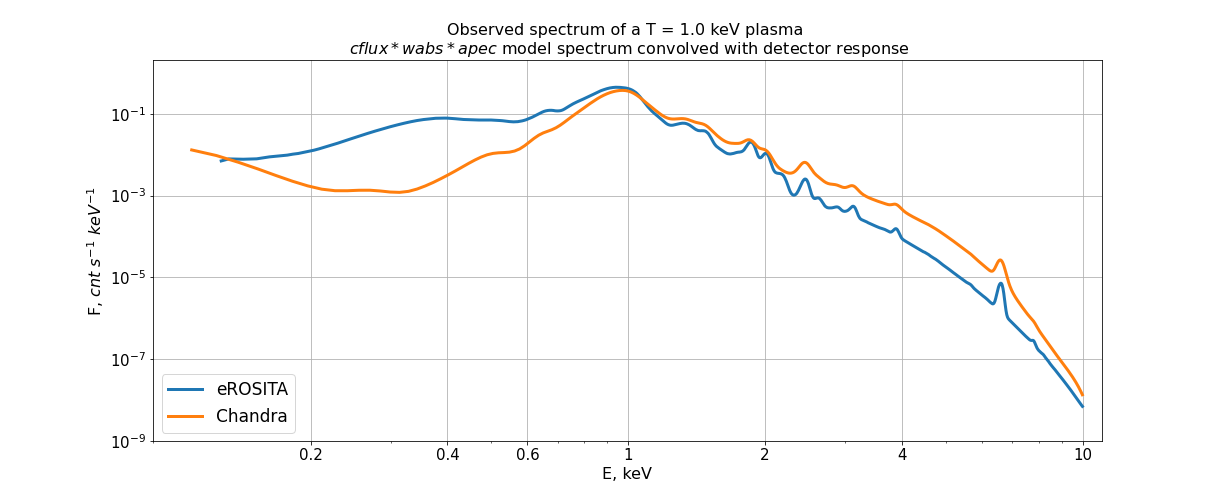 Observed spectrum of a T = 1.0 keV plasma
cflux * wabs * apec model spectrum convolved with detector response
F, cnt s⁻¹ keV⁻¹
10⁻¹
10⁻³
10⁻⁵
10⁻⁷
10⁻⁹
eROSITA
Chandra
0.2 0.4 0.6 1 2 4 10
E, keV